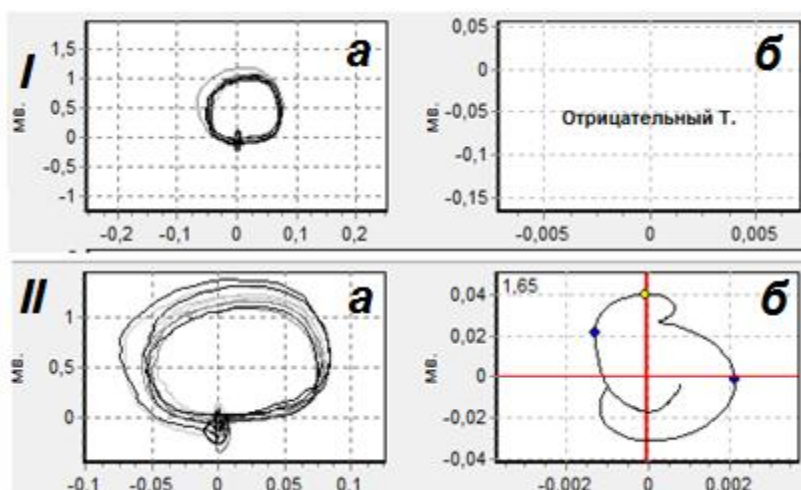 I
а
1,5
1
0,5
0
-0,5
-1
мв.
-0,2 -0,1 0 0,1 0,2
б
0,05
0
-0,05
-0,1
-0,15
мв.
Отрицательный Т.
-0,005 0 0,005
II
а
1
0,5
0
мв.
-0,1 -0,05 0 0,05 0,1
б
1.65
0,04
0,02
0
-0,02
-0,04
мв.
-0,002 0 0,002